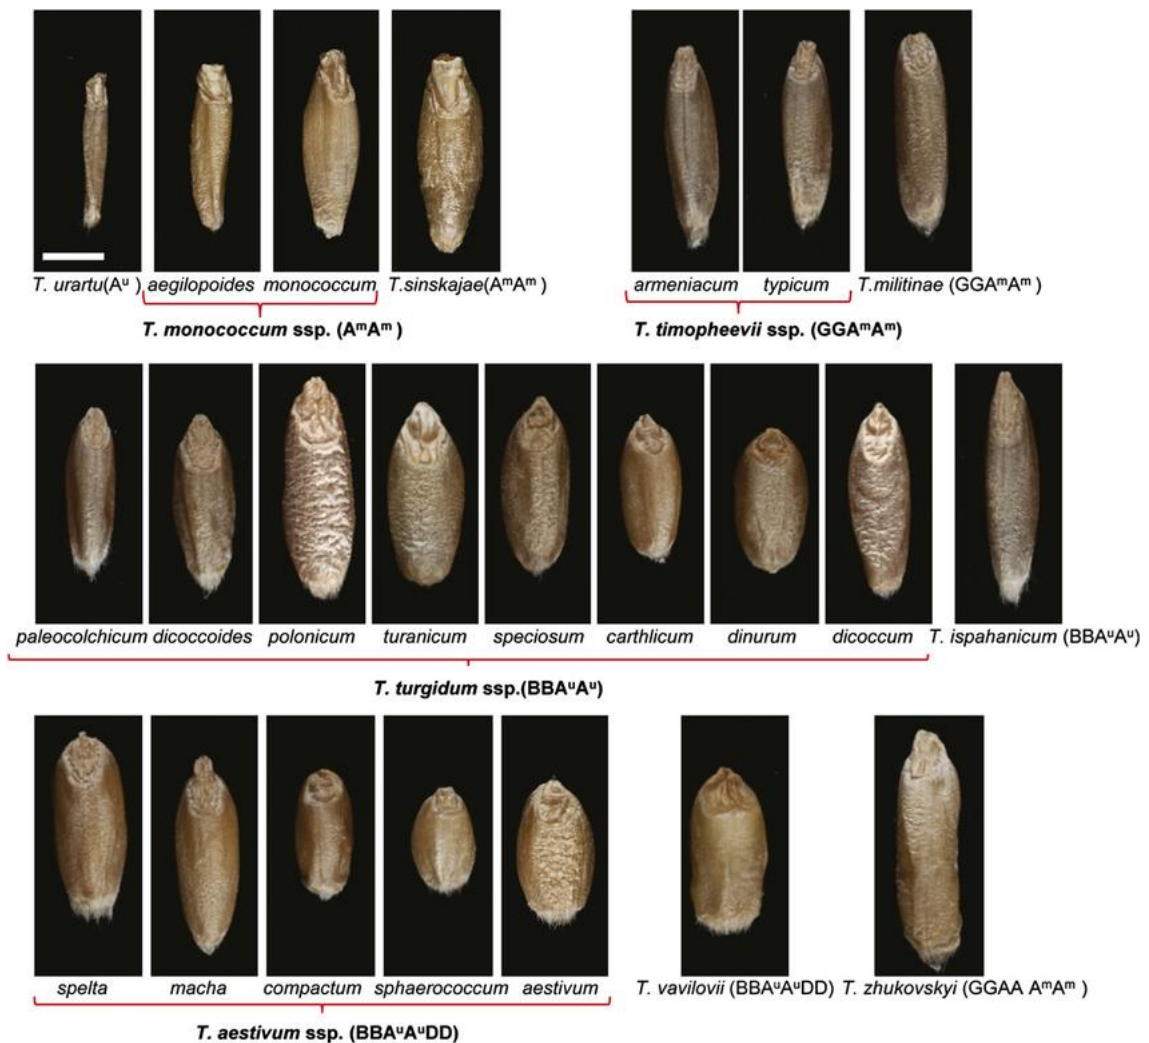 T. urartu(Aᵘ ) aegilopoides monococcum T.sinskajae(AᵐAᵐ ) armeniacum typicum T.militinae (GGAᵐAᵐ )
T. monococcum ssp. (AᵐAᵐ ) T. timopheevii ssp. (GGAᵐAᵐ)
paleocolchicum dicoccoides polonicum turanicum speciosum carthlicum dinurum dicoccum T. ispahanicum (BBAᵘAᵘ)
T. turgidum ssp.(BBAᵘAᵘ)
spelta macha compactum sphaerococcum aestivum T. vavilovii (BBAᵘAᵘDD) T. zhukovskyi (GGAA AᵐAᵐ )
T. aestivum ssp. (BBAᵘAᵘDD)